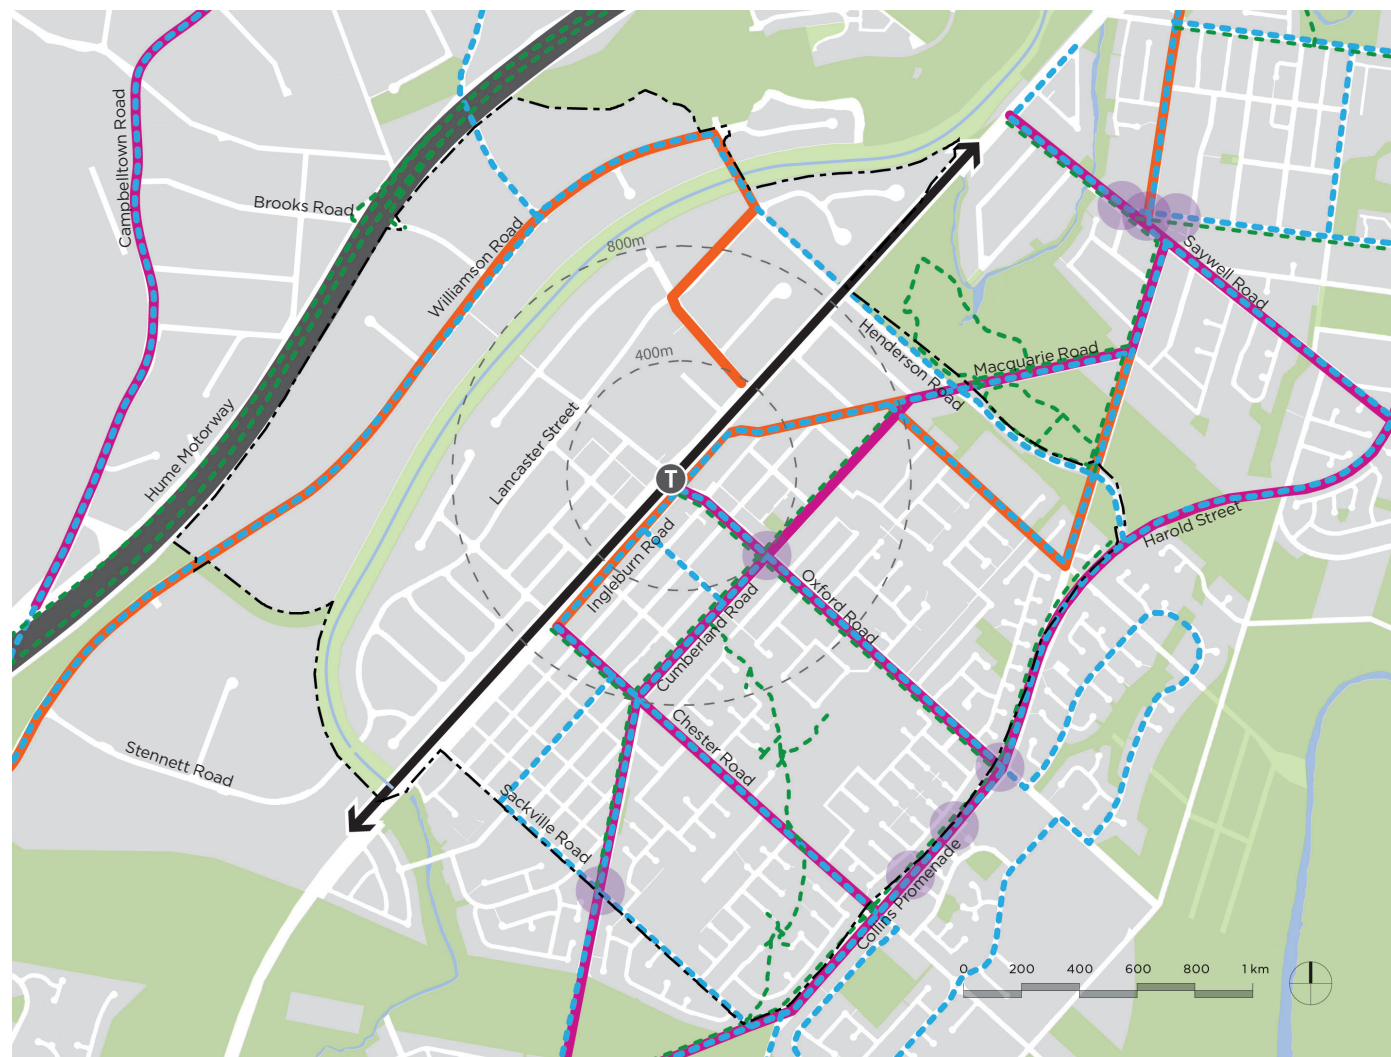 Campbelltown Road
Brooks Road
Williamson Road
800m
Saywell Road
Henderson Road
Macquarie Road
400m
Hume Motorway
Lancaster Street
T
Harold Street
Ingleburn Road
Oxford Road
Cumberland Road
Chester Road
Stennett Road
Sackville Road
Collins Promenade
0 200 400 600 800 1 km